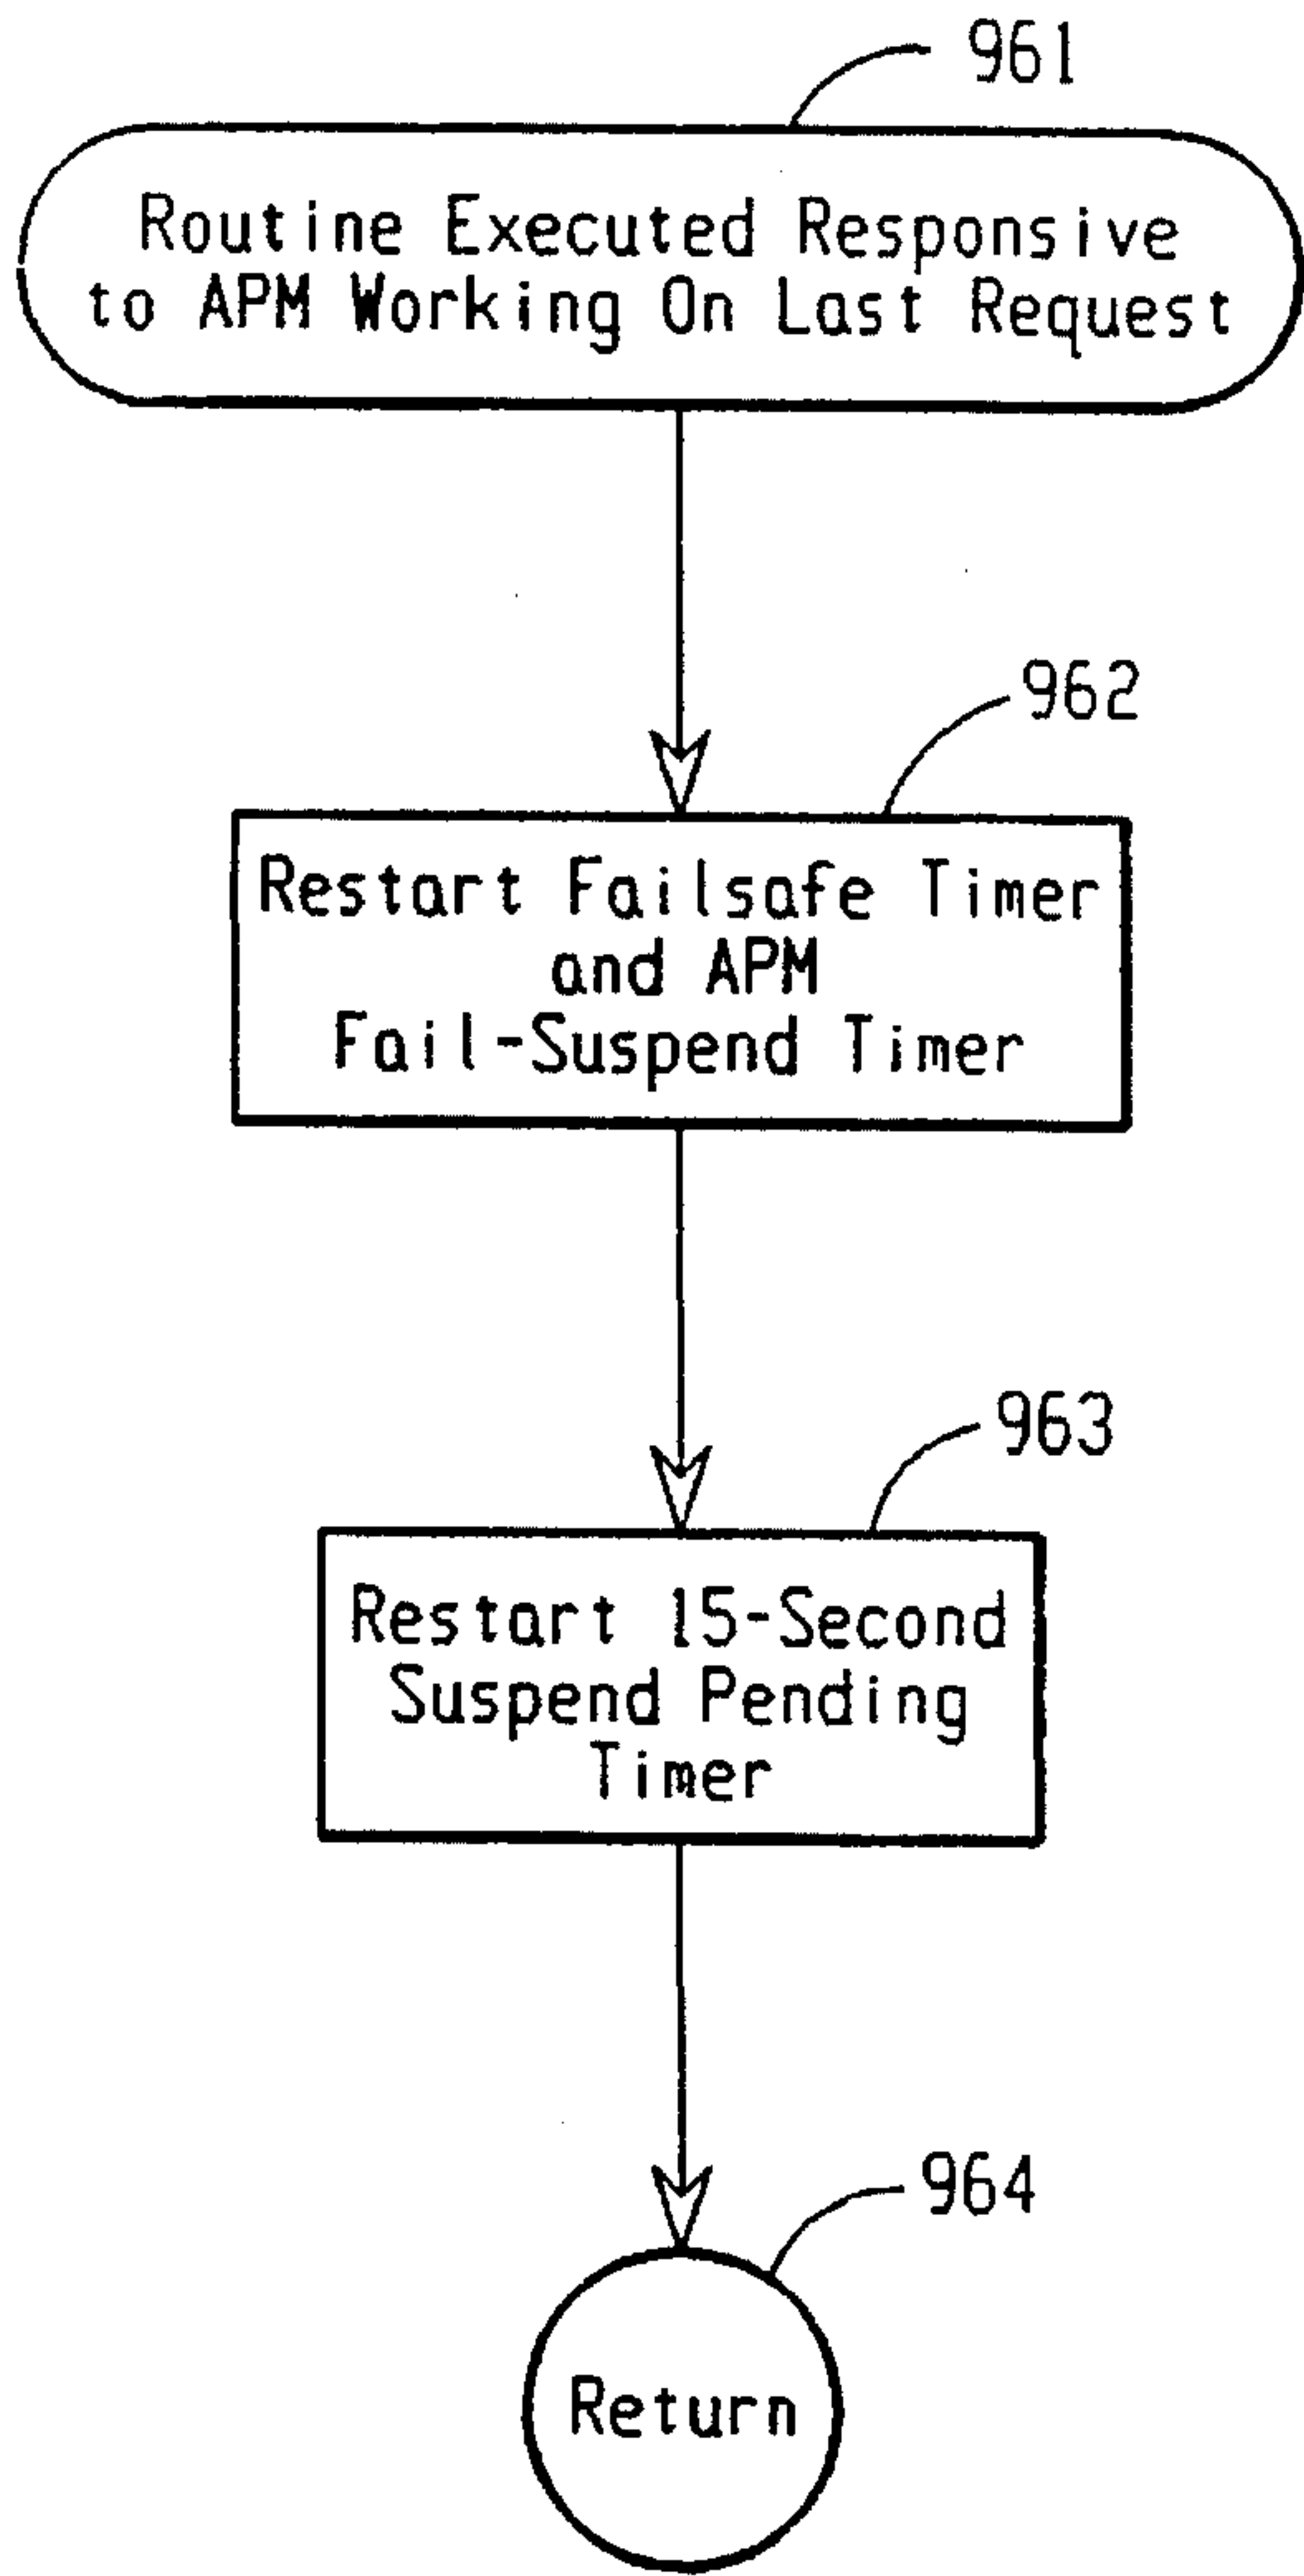 961
Routine Executed Responsive
to APM Working On Last Request
962
Restart Failsafe Timer
and APM
Fail-Suspend Timer
963
Restart 15-Second
Suspend Pending
Timer
964
Return